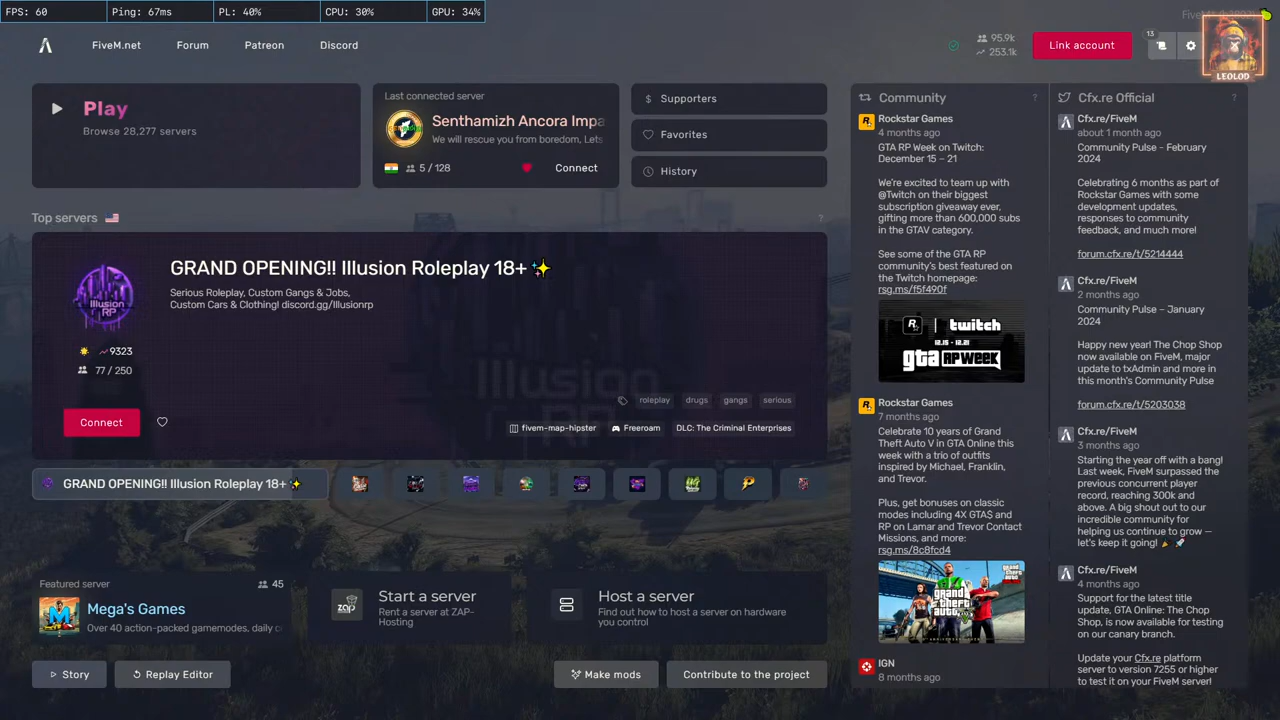 FPS: 60
Ping: 67ms
PL: 40%
CPU: 30%
GPU: 34%
FiveM.net
Forum
Patreon
Discord
95.9k
253.1k
Link account
13
LEOLOD
Play
Browse 28,277 servers
Last connected server
Senthamizh Ancora Impa
We will rescue you from boredom, Lets
5 / 128
Connect
$ Supporters
Favorites
History
Top servers
?
GRAND OPENING!! Illusion Roleplay 18+ ✨
Serious Roleplay, Custom Gangs & Jobs,
Custom Cars & Clothing! discord.gg/Illusionrp
Illusion
RP
9323
77 / 250
Connect
Illusion
RP
roleplay
drugs
gangs
serious
fivem-map-hipster
Freeroam
DLC: The Criminal Enterprises
GRAND OPENING!! Illusion Roleplay 18+ ✨
Featured server
45
Mega's Games
Over 40 action-packed gamemodes, daily c
ZAP
Start a server
Rent a server at ZAP-
Hosting
Host a server
Find out how to host a server on hardware
you control
Story
Replay Editor
Make mods
Contribute to the project
Community
?
Rockstar Games
4 months ago
GTA RP Week on Twitch:
December 15 – 21
We're excited to team up with
@Twitch on their biggest
subscription giveaway ever,
gifting more than 600,000 subs
in the GTAV category.
See some of the GTA RP
community's best featured on
the Twitch homepage:
rsg.ms/f5f490f
R* | twitch
12.15 - 12.21
gta RP WEEK
Rockstar Games
7 months ago
Celebrate 10 years of Grand
Theft Auto V in GTA Online this
week with a trio of outfits
inspired by Michael, Franklin,
and Trevor.
Plus, get bonuses on classic
modes including 4X GTA$ and
RP on Lamar and Trevor Contact
Missions, and more:
rsg.ms/8c8fcd4
grand
theft
auto
IGN
8 months ago
Cfx.re Official
?
Cfx.re/FiveM
about 1 month ago
Community Pulse - February
2024
Celebrating 6 months as part of
Rockstar Games with some
development updates,
responses to community
feedback, and much more!
forum.cfx.re/t/5214444
Cfx.re/FiveM
2 months ago
Community Pulse – January
2024
Happy new year! The Chop Shop
now available on FiveM, major
update to txAdmin and more in
this month's Community Pulse
forum.cfx.re/t/5203038
Cfx.re/FiveM
3 months ago
Starting the year off with a bang!
Last week, FiveM surpassed the
previous concurrent player
record, reaching 300k and
above. A big shout out to our
incredible community for
helping us continue to grow —
let's keep it going! 🎉 🚀
Cfx.re/FiveM
4 months ago
Support for the latest title
update, GTA Online: The Chop
Shop, is now available for testing
on our canary branch.
Update your Cfx.re platform
server to version 7255 or higher
to test it on your FiveM server!